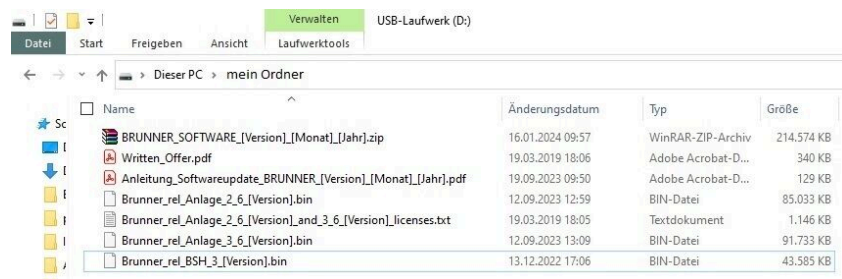 Verwalten USB-Laufwerk (D:)
Datei Start Freigeben Ansicht Laufwerktools
Dieser PC > mein Ordner
Name Änderungsdatum Typ Größe
BRUNNER_SOFTWARE_[Version]_[Monat]_[Jahr].zip 16.01.2024 09:57 WinRAR-ZIP-Archiv 214.574 KB
Written_Offer.pdf 19.03.2019 18:06 Adobe Acrobat-D... 340 KB
Anleitung_Softwareupdate_BRUNNER_[Version]_[Monat]_[Jahr].pdf 19.09.2023 09:50 Adobe Acrobat-D... 129 KB
Brunner_rel_Anlage_2_6_[Version].bin 12.09.2023 12:59 BIN-Datei 85.033 KB
Brunner_rel_Anlage_2_6_[Version]_and_3_6_[Version]_licenses.txt 19.03.2019 18:05 Textdokument 1.146 KB
Brunner_rel_Anlage_3_6_[Version].bin 12.09.2023 13:09 BIN-Datei 91.733 KB
Brunner_rel_BSH_3_[Version].bin 13.12.2022 17:06 BIN-Datei 43.585 KB